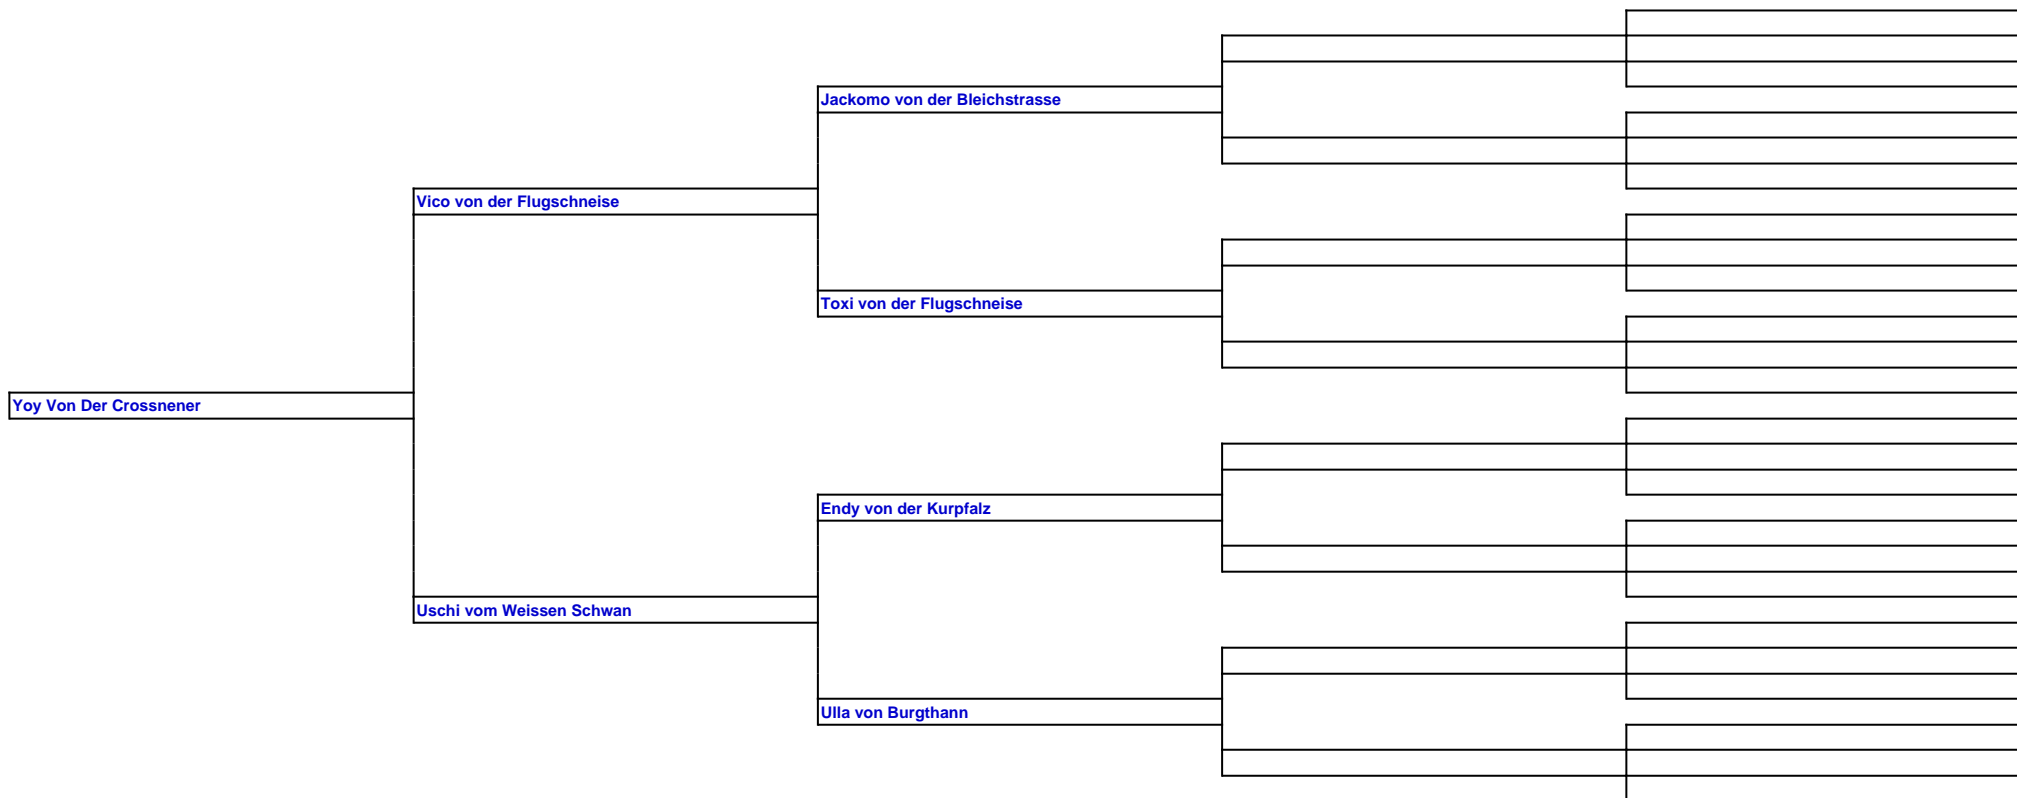 Jackomo von der Bleichstrasse
Vico von der Flugschneise
Toxi von der Flugschneise
Yoy Von Der Crossnener
Endy von der Kurpfalz
Uschi vom Weissen Schwan
Ulla von Burgthann